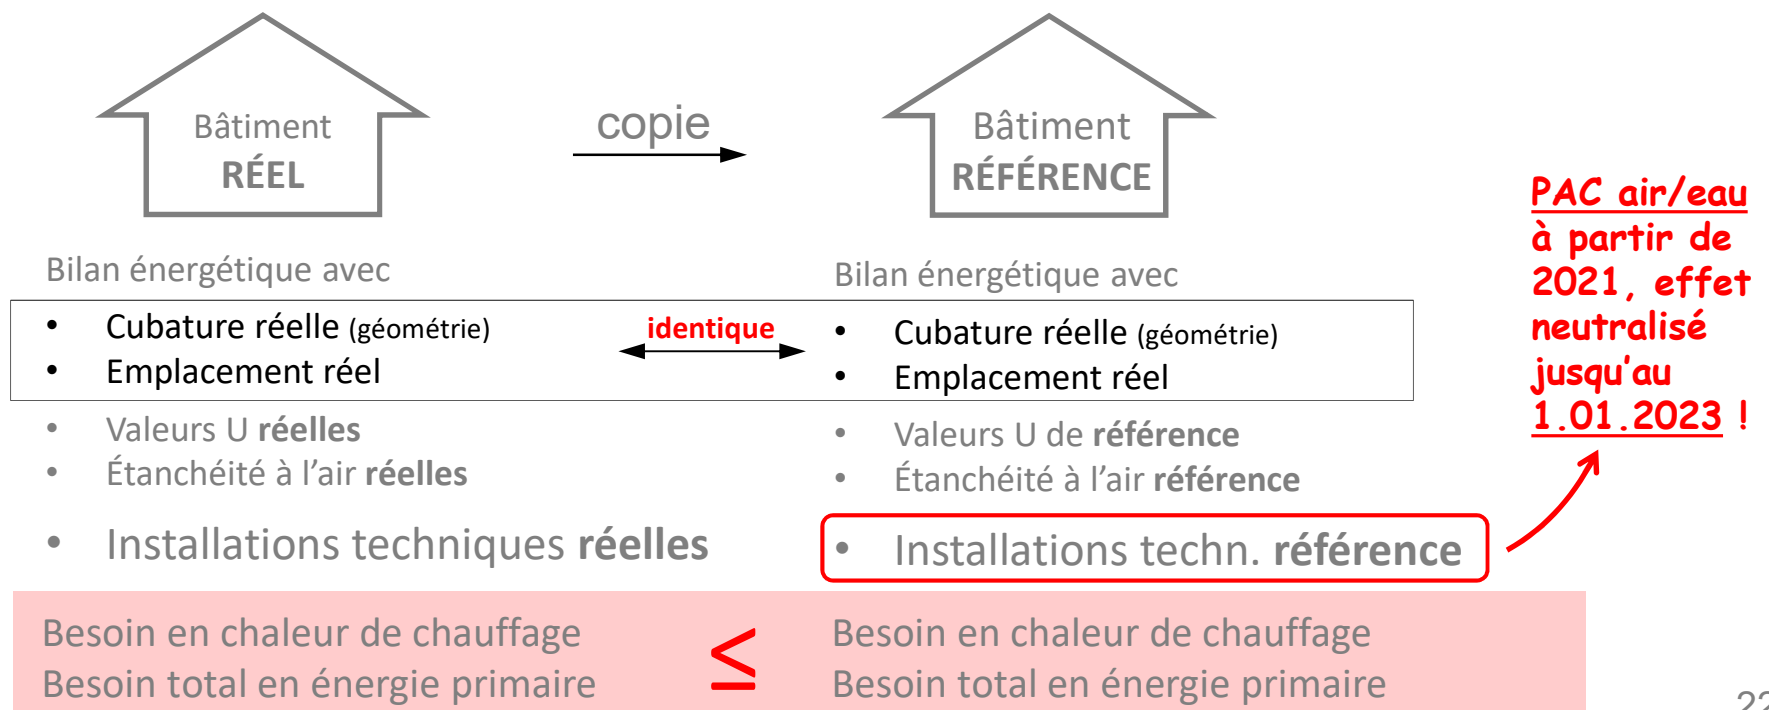 Bâtiment
RÉEL
copie
Bâtiment
RÉFÉRENCE
Bilan énergétique avec
• Cubature réelle (géométrie)
• Emplacement réel
• Valeurs U réelles
• Étanchéité à l’air réelles
• Installations techniques réelles
identique
Bilan énergétique avec
• Cubature réelle (géométrie)
• Emplacement réel
• Valeurs U de référence
• Étanchéité à l’air référence
• Installations techn. référence
PAC air/eau
à partir de
2021, effet
neutralisé
jusqu’au
1.01.2023 !
Besoin en chaleur de chauffage
Besoin total en énergie primaire
≤
Besoin en chaleur de chauffage
Besoin total en énergie primaire